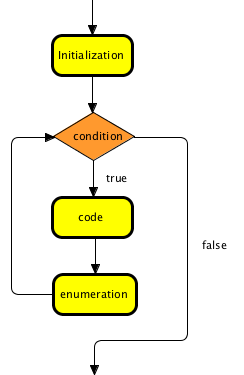 Initialization
condition
true
code
false
enumeration